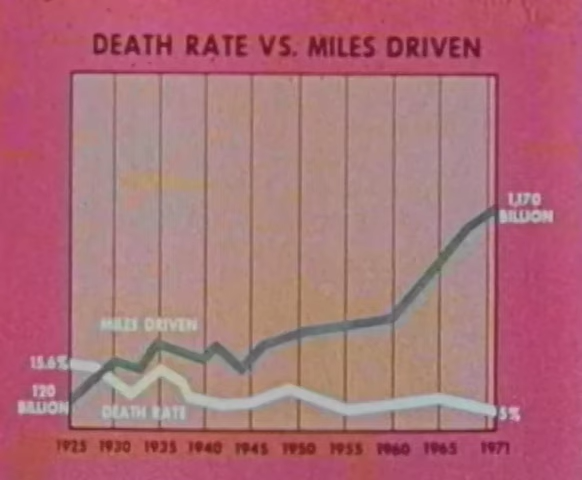 DEATH RATE VS. MILES DRIVEN
1,170
BILLION
MILES DRIVEN
15.6%
120
BILLION
DEATH RATE
5%
1925 1930 1935 1940 1945 1950 1955 1960 1965 1971